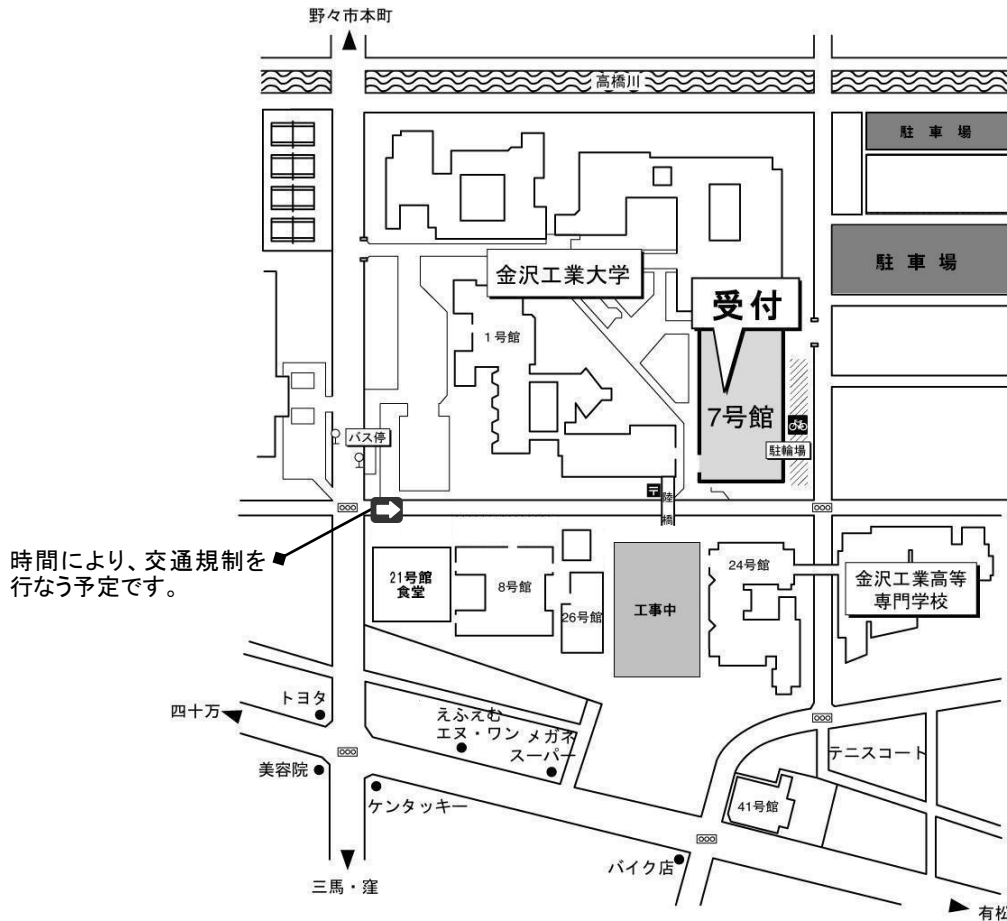 野々市本町
高橋川
駐車場
駐車場
金沢工業大学
受付
1号館
7号館
バス停
駐輪場
〒
陸橋
時間により、交通規制を
行なう予定です。
21号館
食堂
8号館
26号館
工事中
24号館
金沢工業高等
専門学校
トヨタ
四十万
えふえむ
エヌ・ワン
メガネ
スーパー
テニスコート
美容院
ケンタッキー
41号館
バイク店
三馬・窪
有松